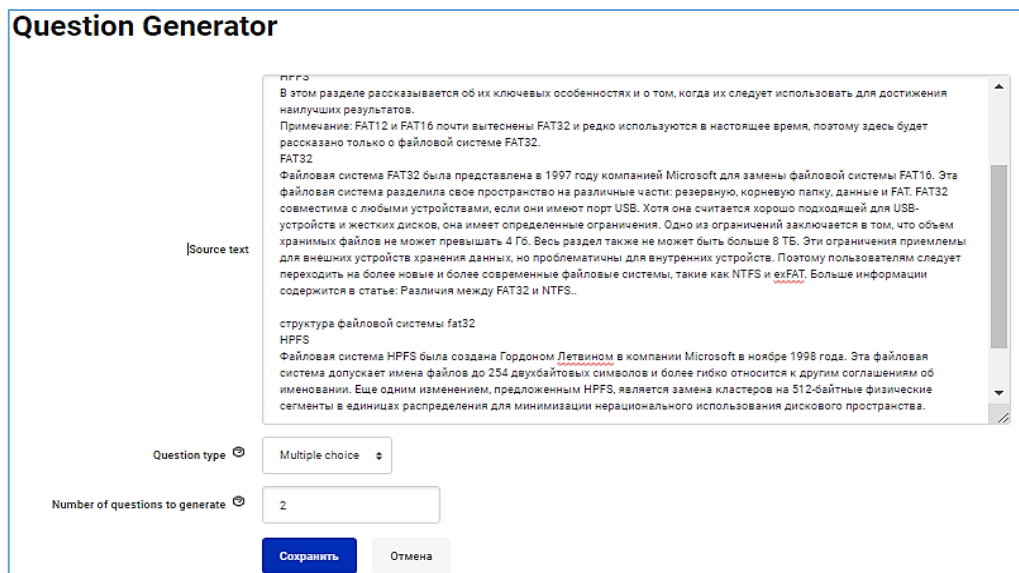 Question Generator
HPFS
В этом разделе рассказывается об их ключевых особенностях и о том, когда их следует использовать для достижения
наилучших результатов.
Примечание: FAT12 и FAT16 почти вытеснены FAT32 и редко используются в настоящее время, поэтому здесь будет
рассказано только о файловой системе FAT32.
FAT32
Файловая система FAT32 была представлена в 1997 году компанией Microsoft для замены файловой системы FAT16. Эта
файловая система разделила свое пространство на различные части: резервную, корневую папку, данные и FAT. FAT32
совместима с любыми устройствами, если они имеют порт USB. Хотя она считается хорошо подходящей для USB-
устройств и жестких дисков, она имеет определенные ограничения. Одно из ограничений заключается в том, что объем
хранимых файлов не может превышать 4 Гб. Весь раздел также не может быть больше 8 ТБ. Эти ограничения приемлемы
для внешних устройств хранения данных, но проблематичны для внутренних устройств. Поэтому пользователям следует
переходить на более новые и более современные файловые системы, такие как NTFS и exFAT. Больше информации
содержится в статье: Различия между FAT32 и NTFS..
структура файловой системы fat32
HPFS
Файловая система HPFS была создана Гордоном Летвином в компании Microsoft в ноябре 1998 года. Эта файловая
система допускает имена файлов до 254 двухбайтовых символов и более гибко относится к другим соглашениям об
именовании. Еще одним изменением, предложенным HPFS, является замена кластеров на 512-байтные физические
сегменты в единицах распределения для минимизации нерационального использования дискового пространства.
Source text
Question type
Multiple choice
Number of questions to generate
2
Сохранить Отмена